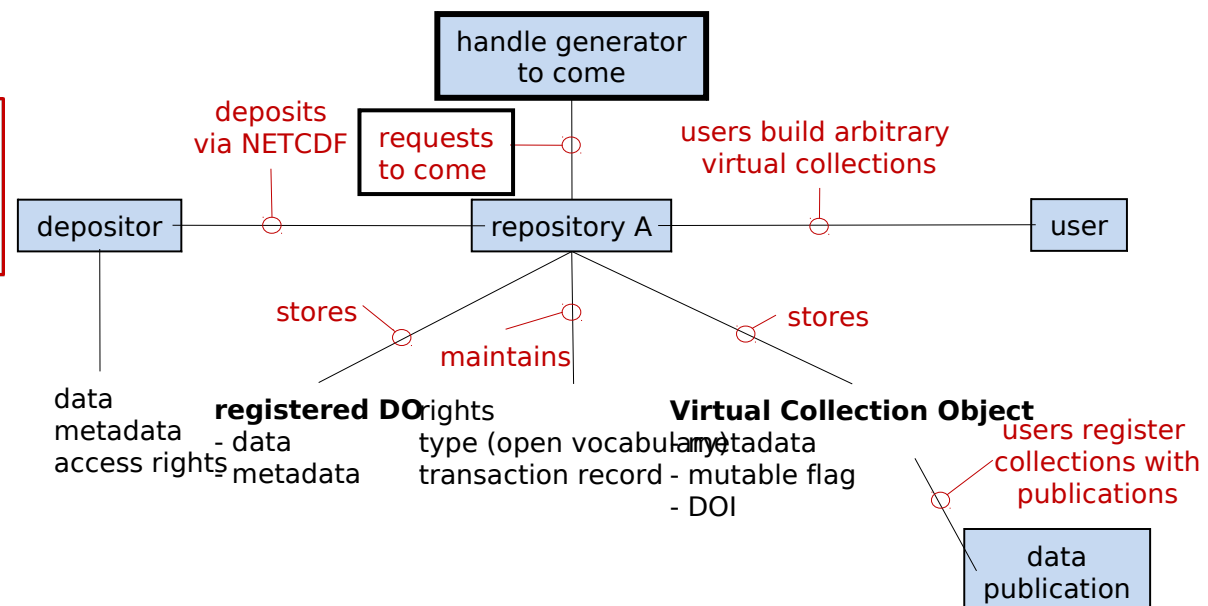 handle generator
to come
deposits
via NETCDF
requests
to come
users build arbitrary
virtual collections
depositor
repository A
user
stores
maintains
stores
data
metadata
access rights
registered DO
- data
- metadata
rights
type (open vocabulary)
transaction record
Virtual Collection Object
- metadata
- mutable flag
- DOI
users register
collections with
publications
data
publication